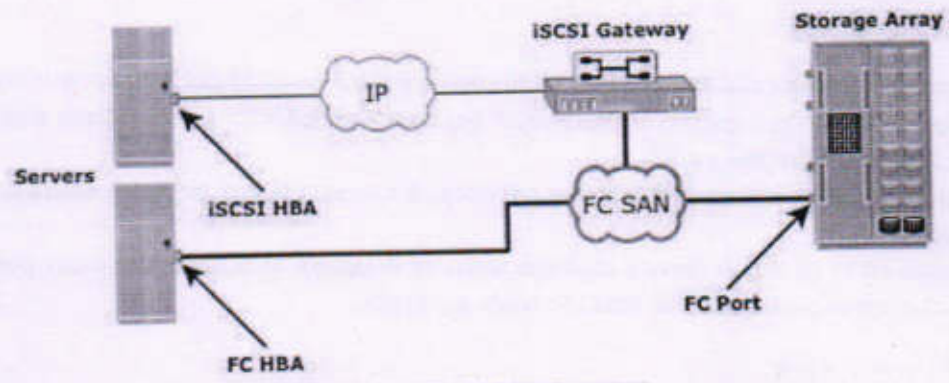 Storage Array
iSCSI Gateway
IP
Servers
iSCSI HBA
FC SAN
FC Port
FC HBA